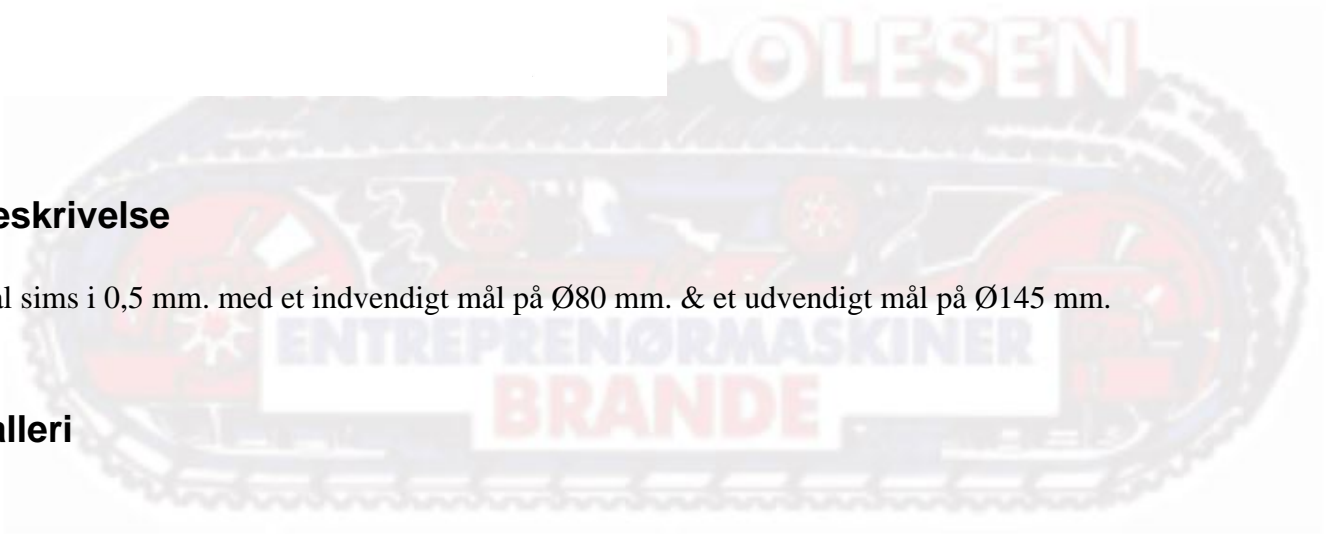 P OLESEN
eskrivelse
al sims i 0,5 mm. med et indvendigt mål på Ø80 mm. & et udvendigt mål på Ø145 mm.
ENTREPRENØRMASKINER
BRANDE
alleri